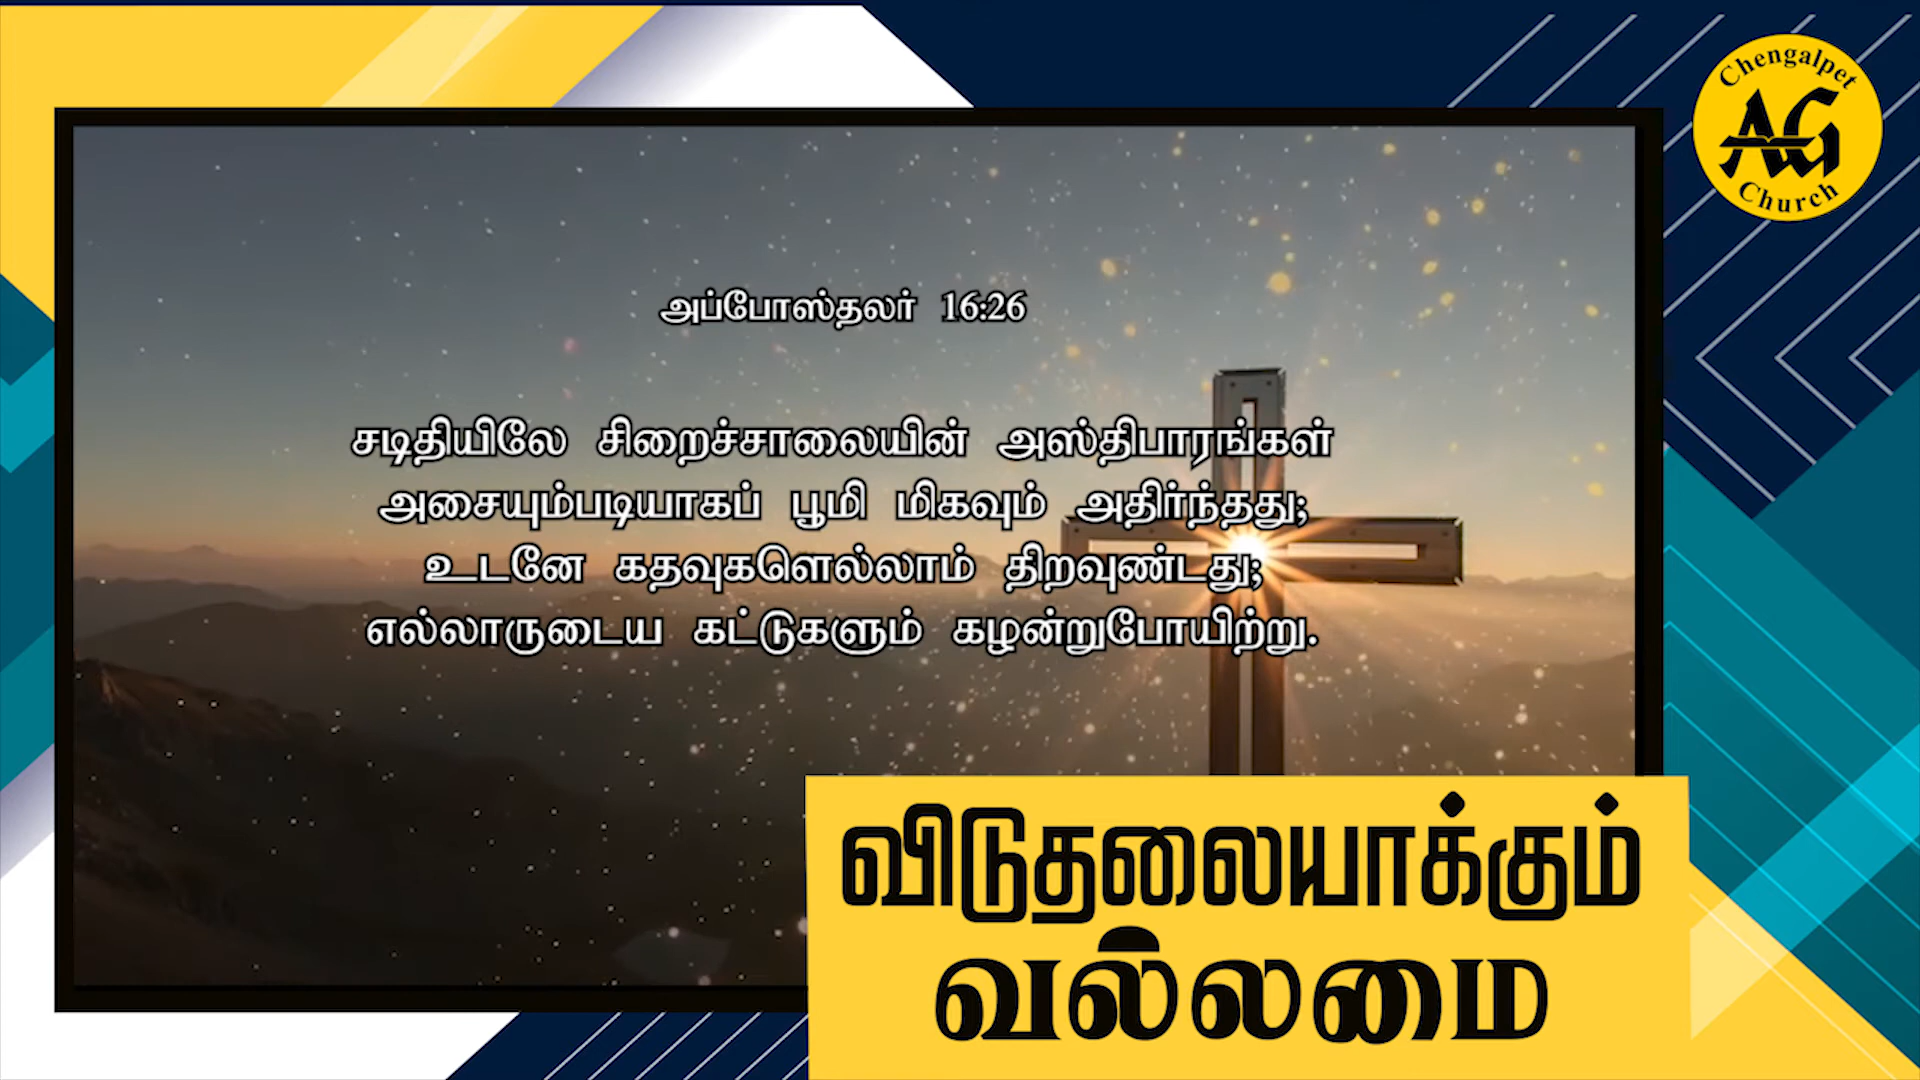 Chengalpet
AG
Church
அப்போஸ்தலர் 16:26
சடிதியிலே சிறைச்சாலையின் அஸ்திபாரங்கள்
அசையும்படியாகப் பூமி மிகவும் அதிர்ந்தது;
உடனே கதவுகளெல்லாம் திறவுண்டது;
எல்லாருடைய கட்டுகளும் கழன்றுபோயிற்று.
விடுதலையாக்கும்
வல்லமை